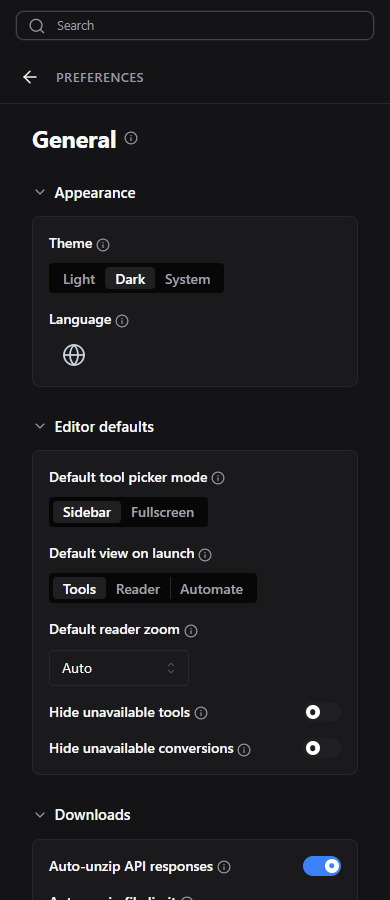 Search
PREFERENCES
General
Appearance
Theme
Light Dark System
Language
Editor defaults
Default tool picker mode
Sidebar Fullscreen
Default view on launch
Tools Reader Automate
Default reader zoom
Auto
Hide unavailable tools
Hide unavailable conversions
Downloads
Auto-unzip API responses